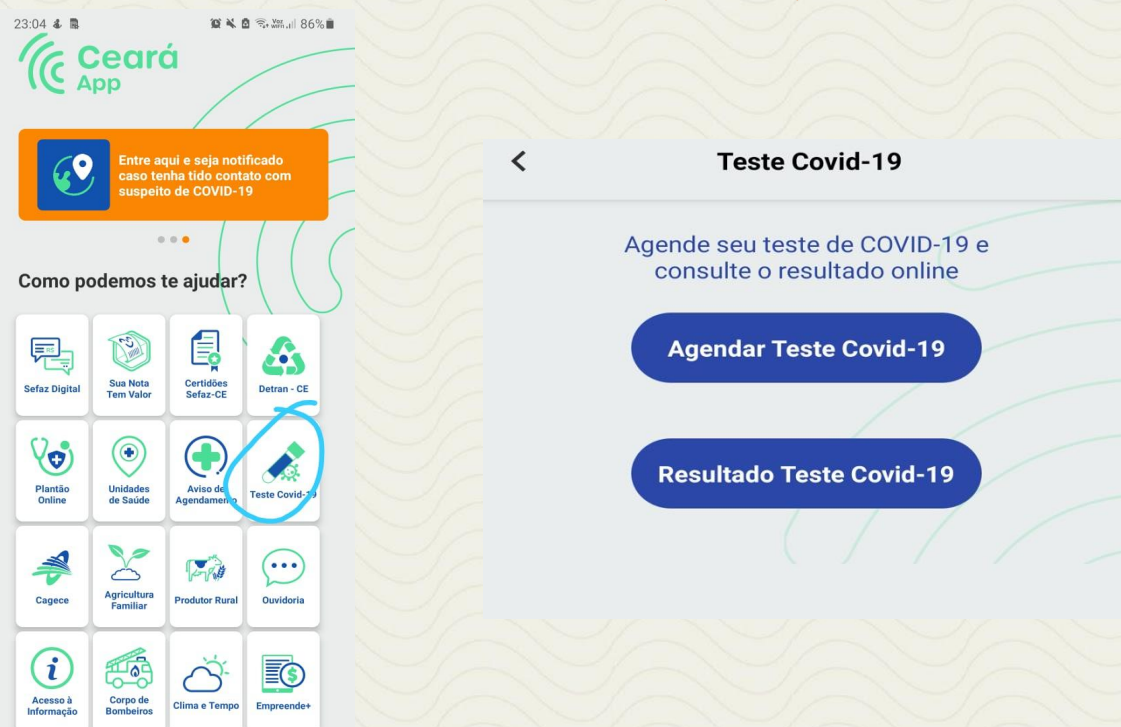 23:04
86%
Ceará
App
Entre aqui e seja notificado
caso tenha tido contato com
suspeito de COVID-19
Como podemos te ajudar?
Sefaz Digital
Sua Nota
Tem Valor
Certidões
Sefaz-CE
Detran - CE
Plantão
Online
Unidades
de Saúde
Aviso de
Agendamento
Teste Covid-19
Cagece
Agricultura
Familiar
Produtor Rural
Ouvidoria
Acesso à
Informação
Corpo de
Bombeiros
Clima e Tempo
Empreende+
Teste Covid-19
Agende seu teste de COVID-19 e
consulte o resultado online
Agendar Teste Covid-19
Resultado Teste Covid-19